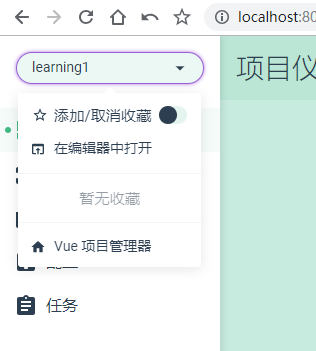 localhost:80
learning1
项目仪
添加/取消收藏
在编辑器中打开
暂无收藏
Vue 项目管理器
任务